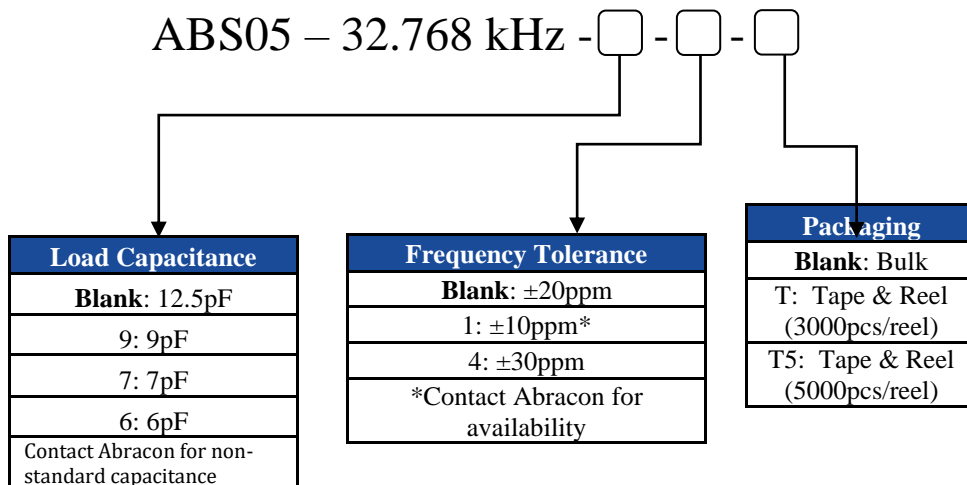 ABS05 – 32.768 kHz - - -
Load Capacitance
Blank: 12.5pF
9: 9pF
7: 7pF
6: 6pF
Contact Abracon for non-
standard capacitance
Frequency Tolerance
Blank: ±20ppm
1: ±10ppm*
4: ±30ppm
*Contact Abracon for
availability
Packaging
Blank: Bulk
T: Tape & Reel
(3000pcs/reel)
T5: Tape & Reel
(5000pcs/reel)